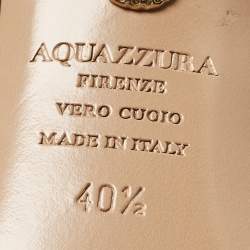 AQUAZZURA
FIRENZE
VERO CUOIO
MADE IN ITALY
40½